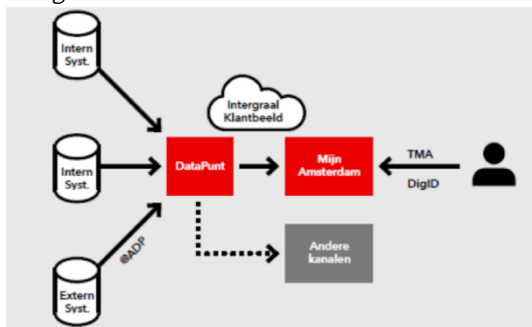 Intern
Syst.
Intergraal
Klantbeeld
Intern
Syst.
DataPunt
Mijn
Amsterdam
TMA
DigID
@ADP
Andere
kanalen
Extern
Syst.